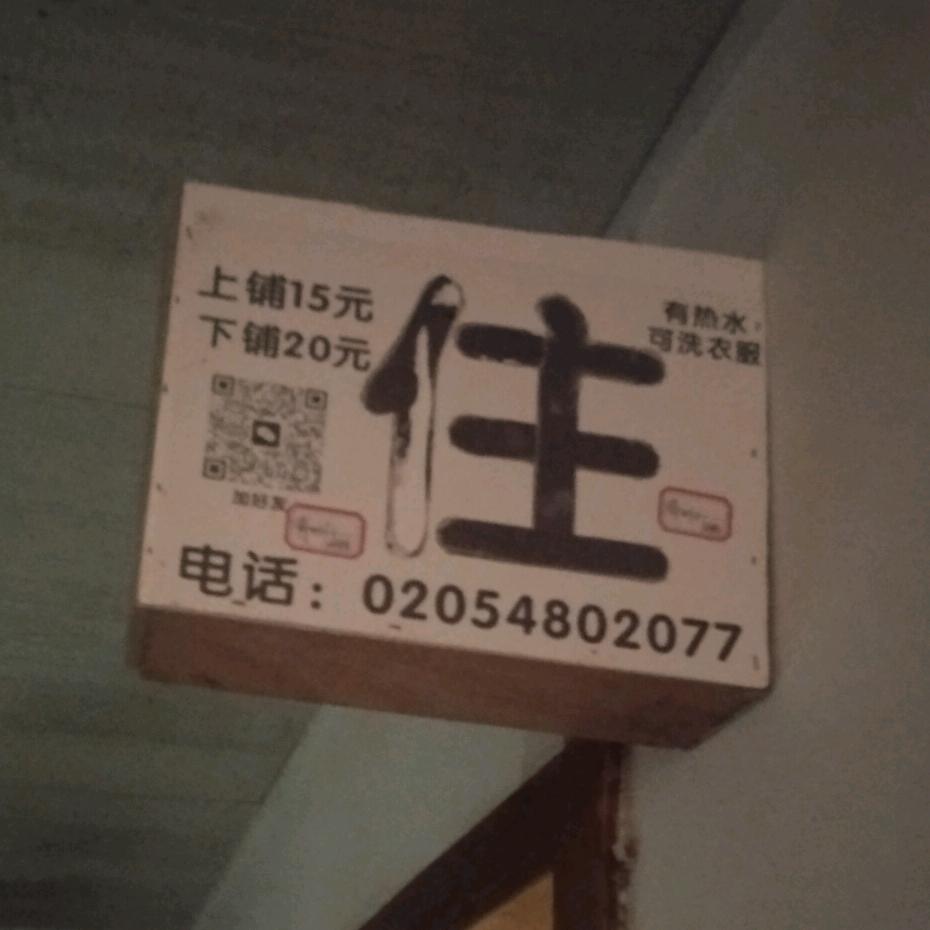 上铺15元
下铺20元
住
有热水，
可洗衣服
加好友
电话：02054802077